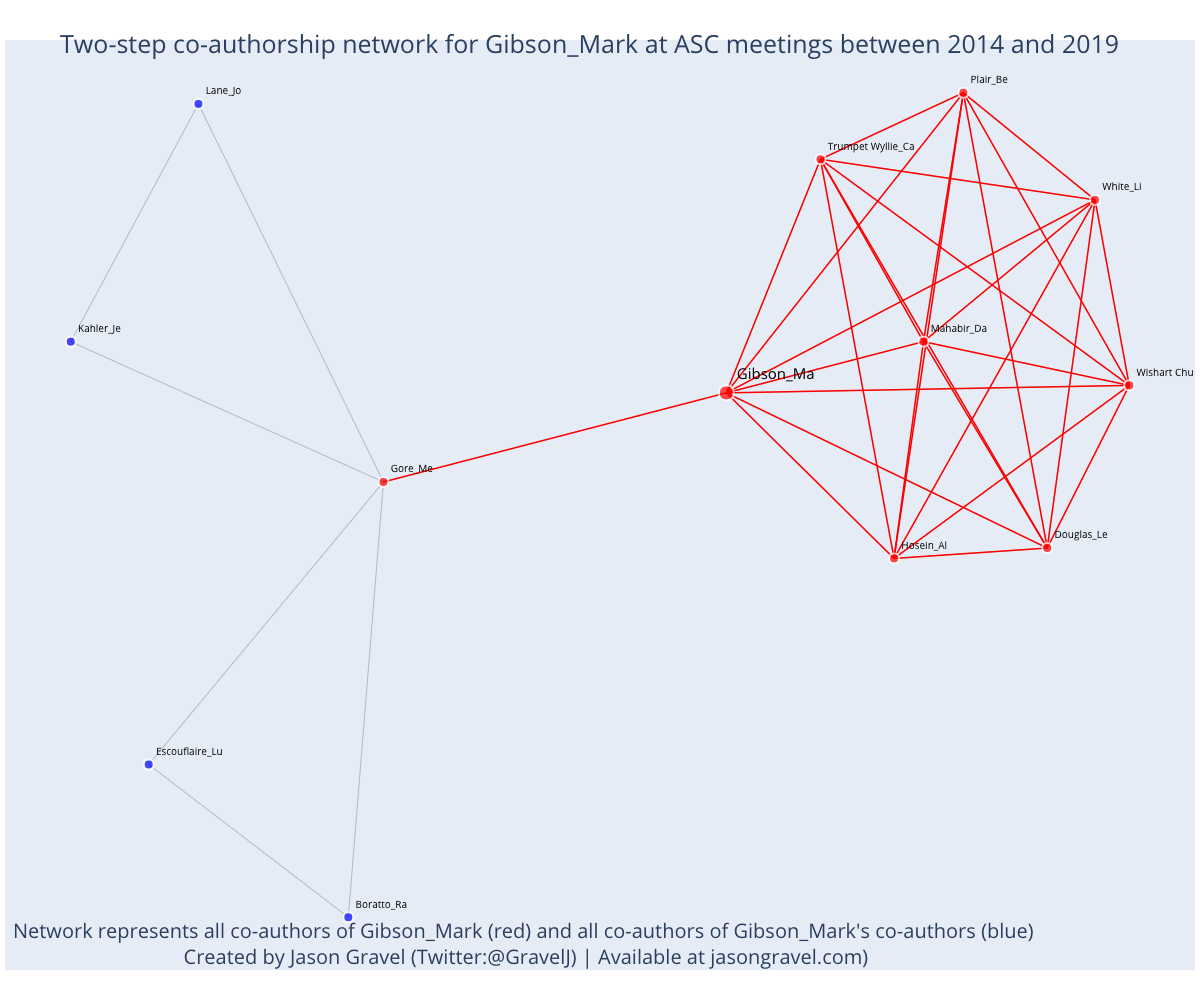 Two-step co-authorship network for Gibson_Mark at ASC meetings between 2014 and 2019
Plair_Be
Lane_Jo
Trumpet Wyllie_Ca
White_Li
Kahler_Je
Mahabir_Da
Wishart Chu
Gibson_Ma
Gore_Me
Douglas_Le
Hosein_Al
Escouflaire_Lu
Boratto_Ra
Network represents all co-authors of Gibson_Mark (red) and all co-authors of Gibson_Mark's co-authors (blue)
Created by Jason Gravel (Twitter:@GravelJ) | Available at jasongravel.com)